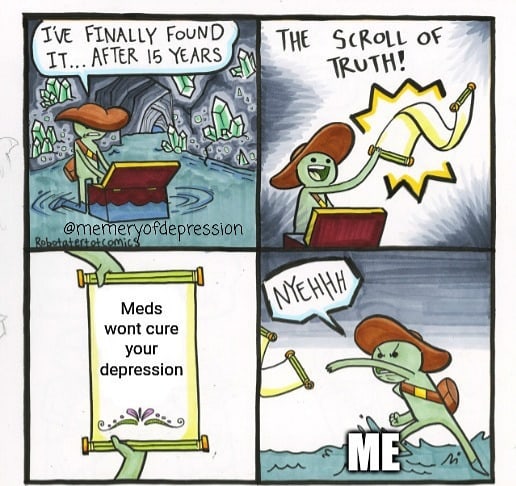 I'VE FINALLY FOUND
IT... AFTER 15 YEARS
THE SCROLL OF
TRUTH!
@memeryofdepression
Robotatertotcomics
Meds
wont cure
your
depression
NYEHHH
ME